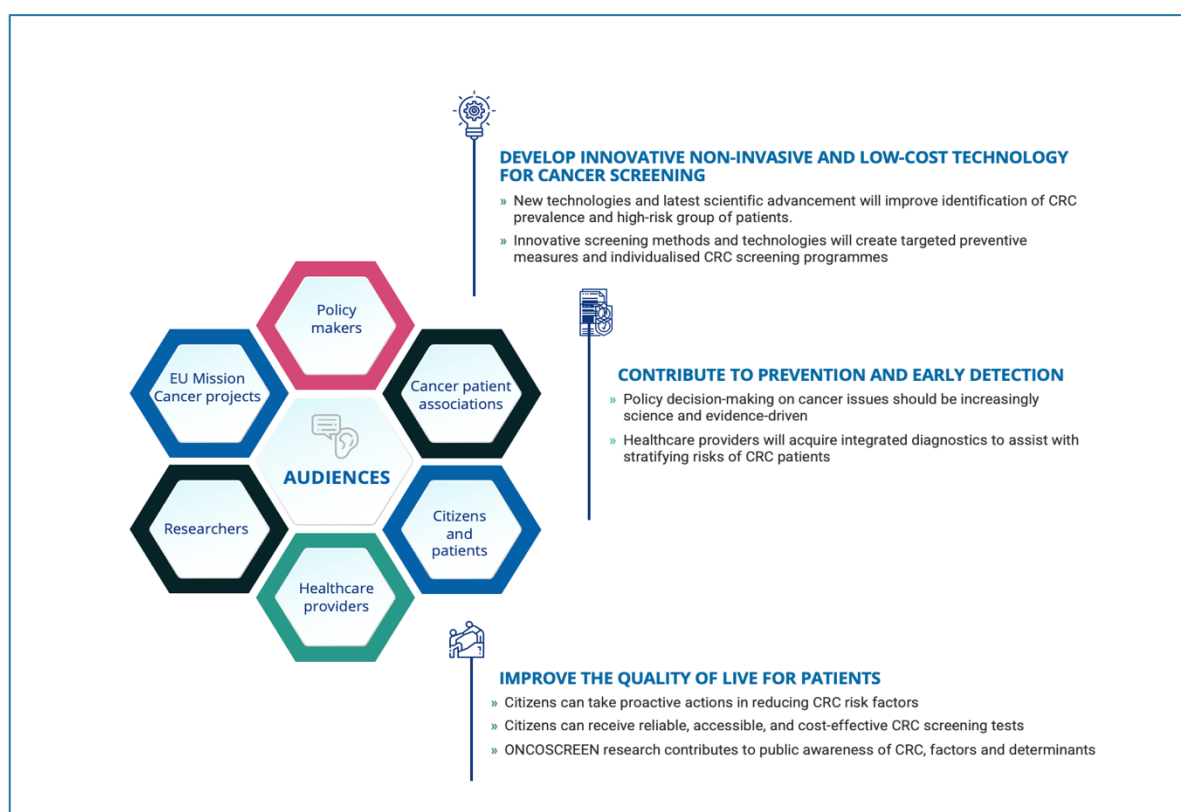 DEVELOP INNOVATIVE NON-INVASIVE AND LOW-COST TECHNOLOGY
FOR CANCER SCREENING
» New technologies and latest scientific advancement will improve identification of CRC
prevalence and high-risk group of patients.
» Innovative screening methods and technologies will create targeted preventive
measures and individualised CRC screening programmes
Policy
makers
EU Mission
Cancer projects
Cancer patient
associations
AUDIENCES
Researchers
Citizens
and
patients
Healthcare
providers
CONTRIBUTE TO PREVENTION AND EARLY DETECTION
» Policy decision-making on cancer issues should be increasingly
science and evidence-driven
» Healthcare providers will acquire integrated diagnostics to assist with
stratifying risks of CRC patients
IMPROVE THE QUALITY OF LIVE FOR PATIENTS
» Citizens can take proactive actions in reducing CRC risk factors
» Citizens can receive reliable, accessible, and cost-effective CRC screening tests
» ONCOSCREEN research contributes to public awareness of CRC, factors and determinants